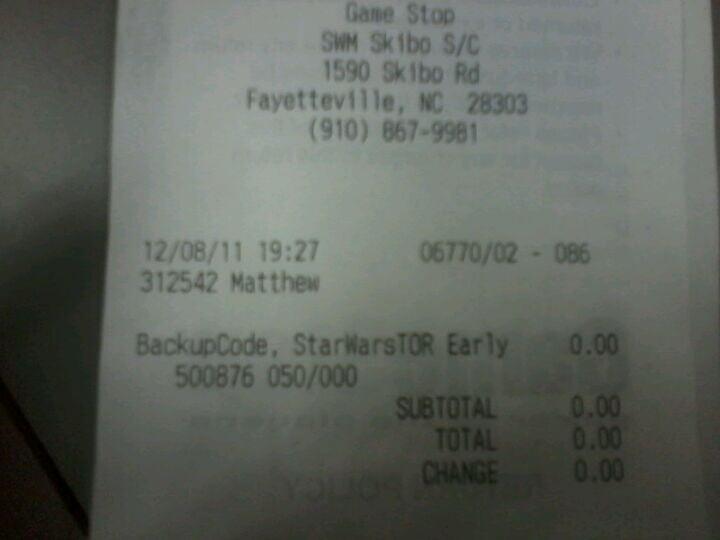 Game Stop
SWM Skibo S/C
1590 Skibo Rd
Fayetteville, NC 28303
(910) 867-9981
12/08/11 19:27 06770/02 - 086
312542 Matthew
BackupCode, StarWarsTOR Early 0.00
500876 050/000
SUBTOTAL 0.00
TOTAL 0.00
CHANGE 0.00